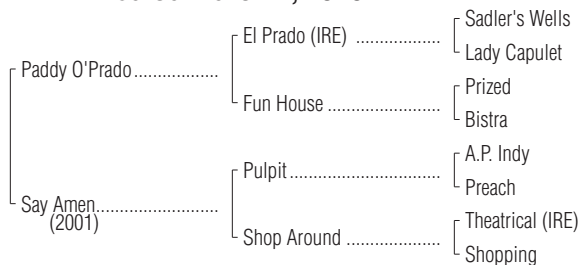 Sadler's Wells
El Prado (IRE) ...................
Lady Capulet
Paddy O'Prado ..................
Prized
Fun House .........................
Bistra
A.P. Indy
Pulpit ..................................
Preach
Say Amen ..........................
(2001)
Theatrical (IRE)
Shop Around .....................
Shopping